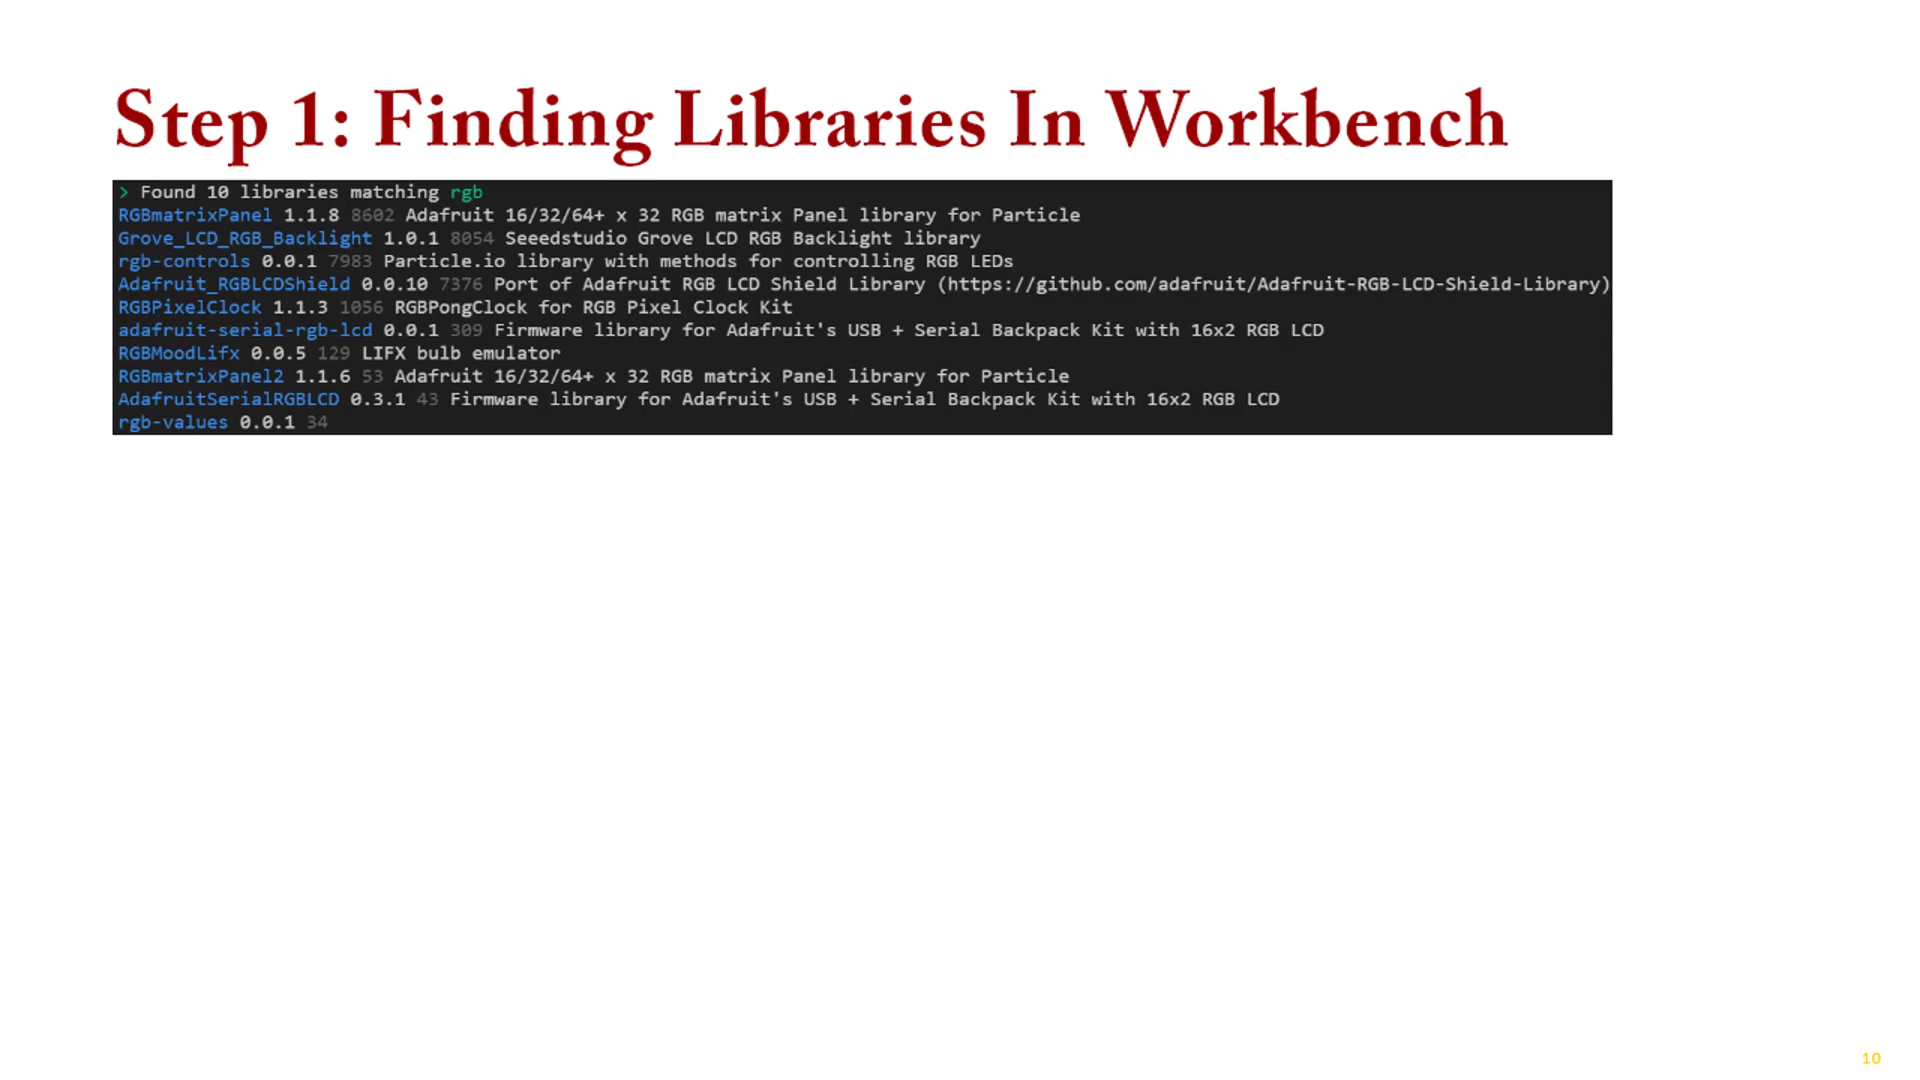 Step 1: Finding Libraries In Workbench
> Found 10 libraries matching rgb
RGBmatrixPanel 1.1.8 8602 Adafruit 16/32/64+ x 32 RGB matrix Panel library for Particle
Grove_LCD_RGB_Backlight 1.0.1 8054 Seeedstudio Grove LCD RGB Backlight library
rgb-controls 0.0.1 7983 Particle.io library with methods for controlling RGB LEDs
Adafruit_RGBLCDShield 0.0.10 7376 Port of Adafruit RGB LCD Shield Library (https://github.com/adafruit/Adafruit-RGB-LCD-Shield-Library)
RGBPixelClock 1.1.3 1056 RGBPongClock for RGB Pixel Clock Kit
adafruit-serial-rgb-lcd 0.0.1 309 Firmware library for Adafruit's USB + Serial Backpack Kit with 16x2 RGB LCD
RGBMoodLifx 0.0.5 129 LIFX bulb emulator
RGBmatrixPanel2 1.1.6 53 Adafruit 16/32/64+ x 32 RGB matrix Panel library for Particle
AdafruitSerialRGBLCD 0.3.1 43 Firmware library for Adafruit's USB + Serial Backpack Kit with 16x2 RGB LCD
rgb-values 0.0.1 34
10